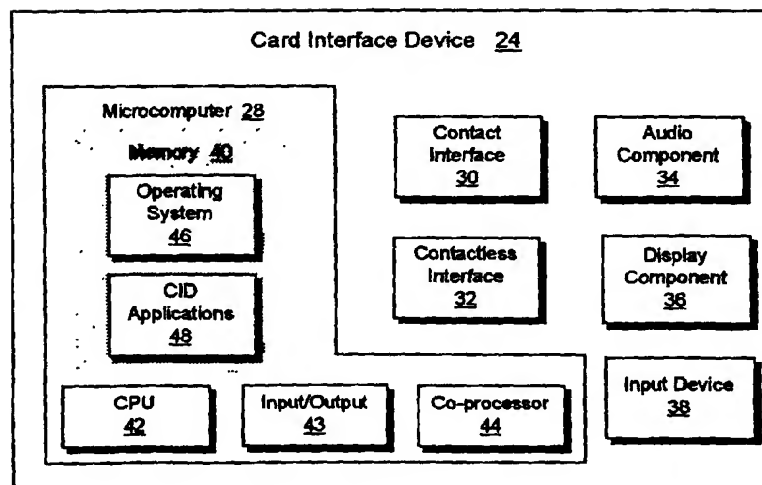 Card Interface Device 24
Microcomputer 28
Memory 40
Operating
System
46
CID
Applications
48
CPU
42
Input/Output
43
Co-processor
44
Contact
Interface
30
Audio
Component
34
Contactless
Interface
32
Display
Component
36
Input Device
38